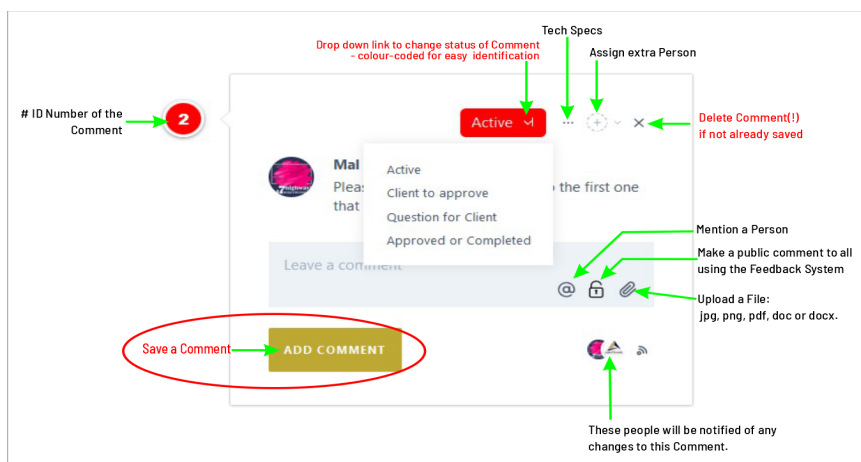 Tech Specs
Drop down link to change status of Comment
- colour-coded for easy identification
Assign extra Person
# ID Number of the
Comment
2
Active
Delete Comment(!)
if not already saved
Mal
Pleas
the first one
that
Active
Client to approve
Question for Client
Approved or Completed
Leave a comment
@
Mention a Person
Make a public comment to all
using the Feedback System
Upload a File:
jpg, png, pdf, doc or docx.
Save a Comment
ADD COMMENT
These people will be notified of any
changes to this Comment.